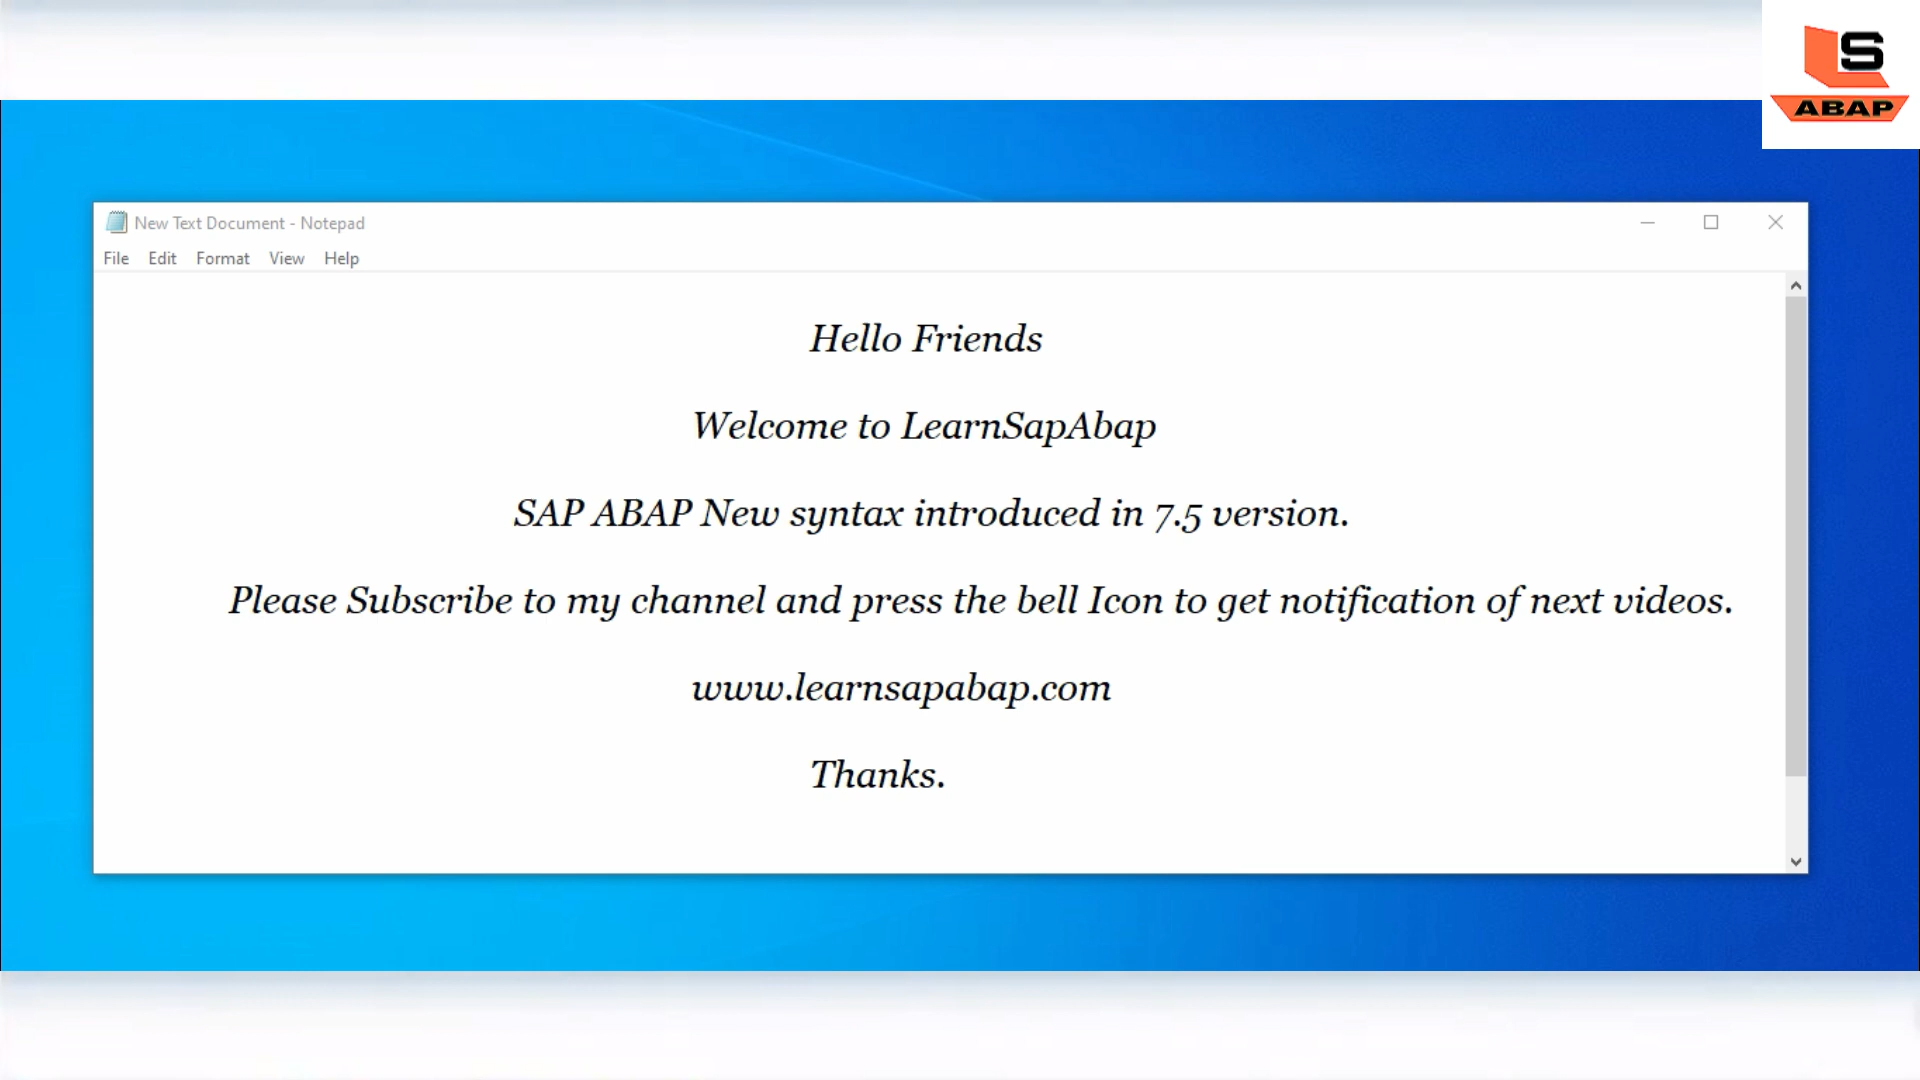 LS
ABAP
New Text Document - Notepad
File Edit Format View Help
Hello Friends
Welcome to LearnSapAbap
SAP ABAP New syntax introduced in 7.5 version.
Please Subscribe to my channel and press the bell Icon to get notification of next videos.
www.learnsapabap.com
Thanks.